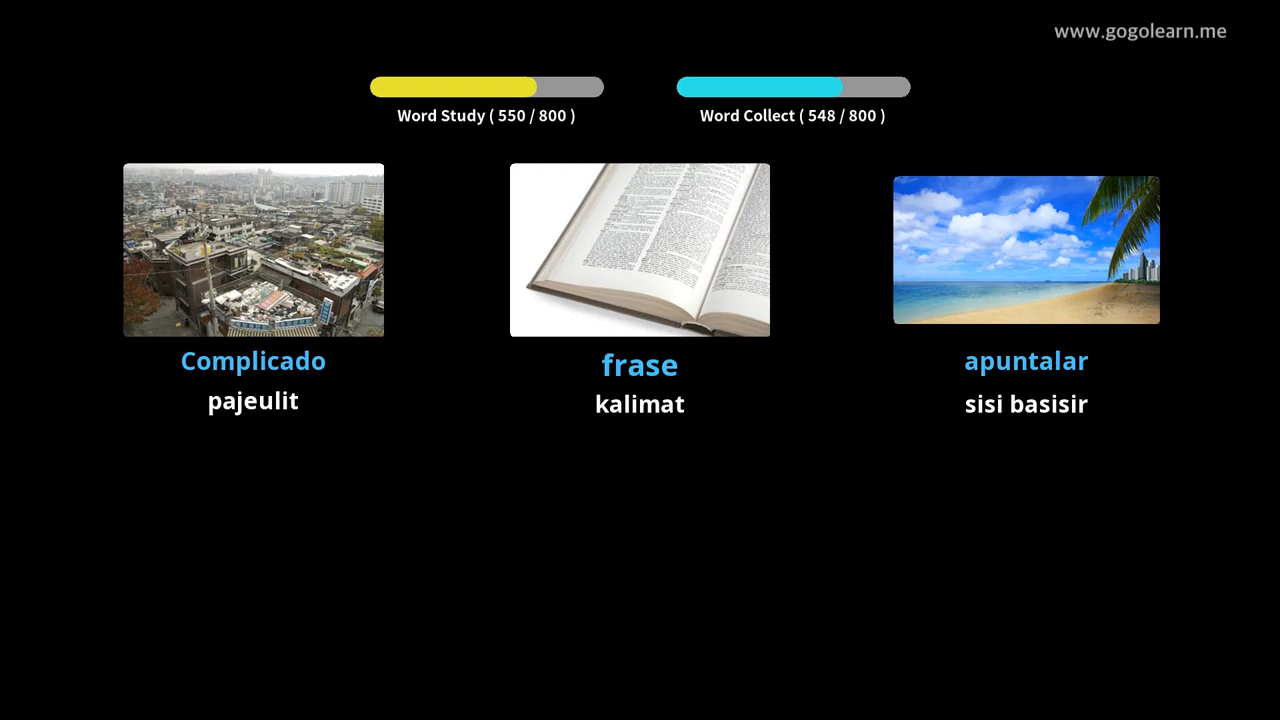 www.gogolearn.me
Word Study ( 550 / 800 )
Word Collect ( 548 / 800 )
Complicado
frase
apuntalar
pajeulit
kalimat
sisi basisir